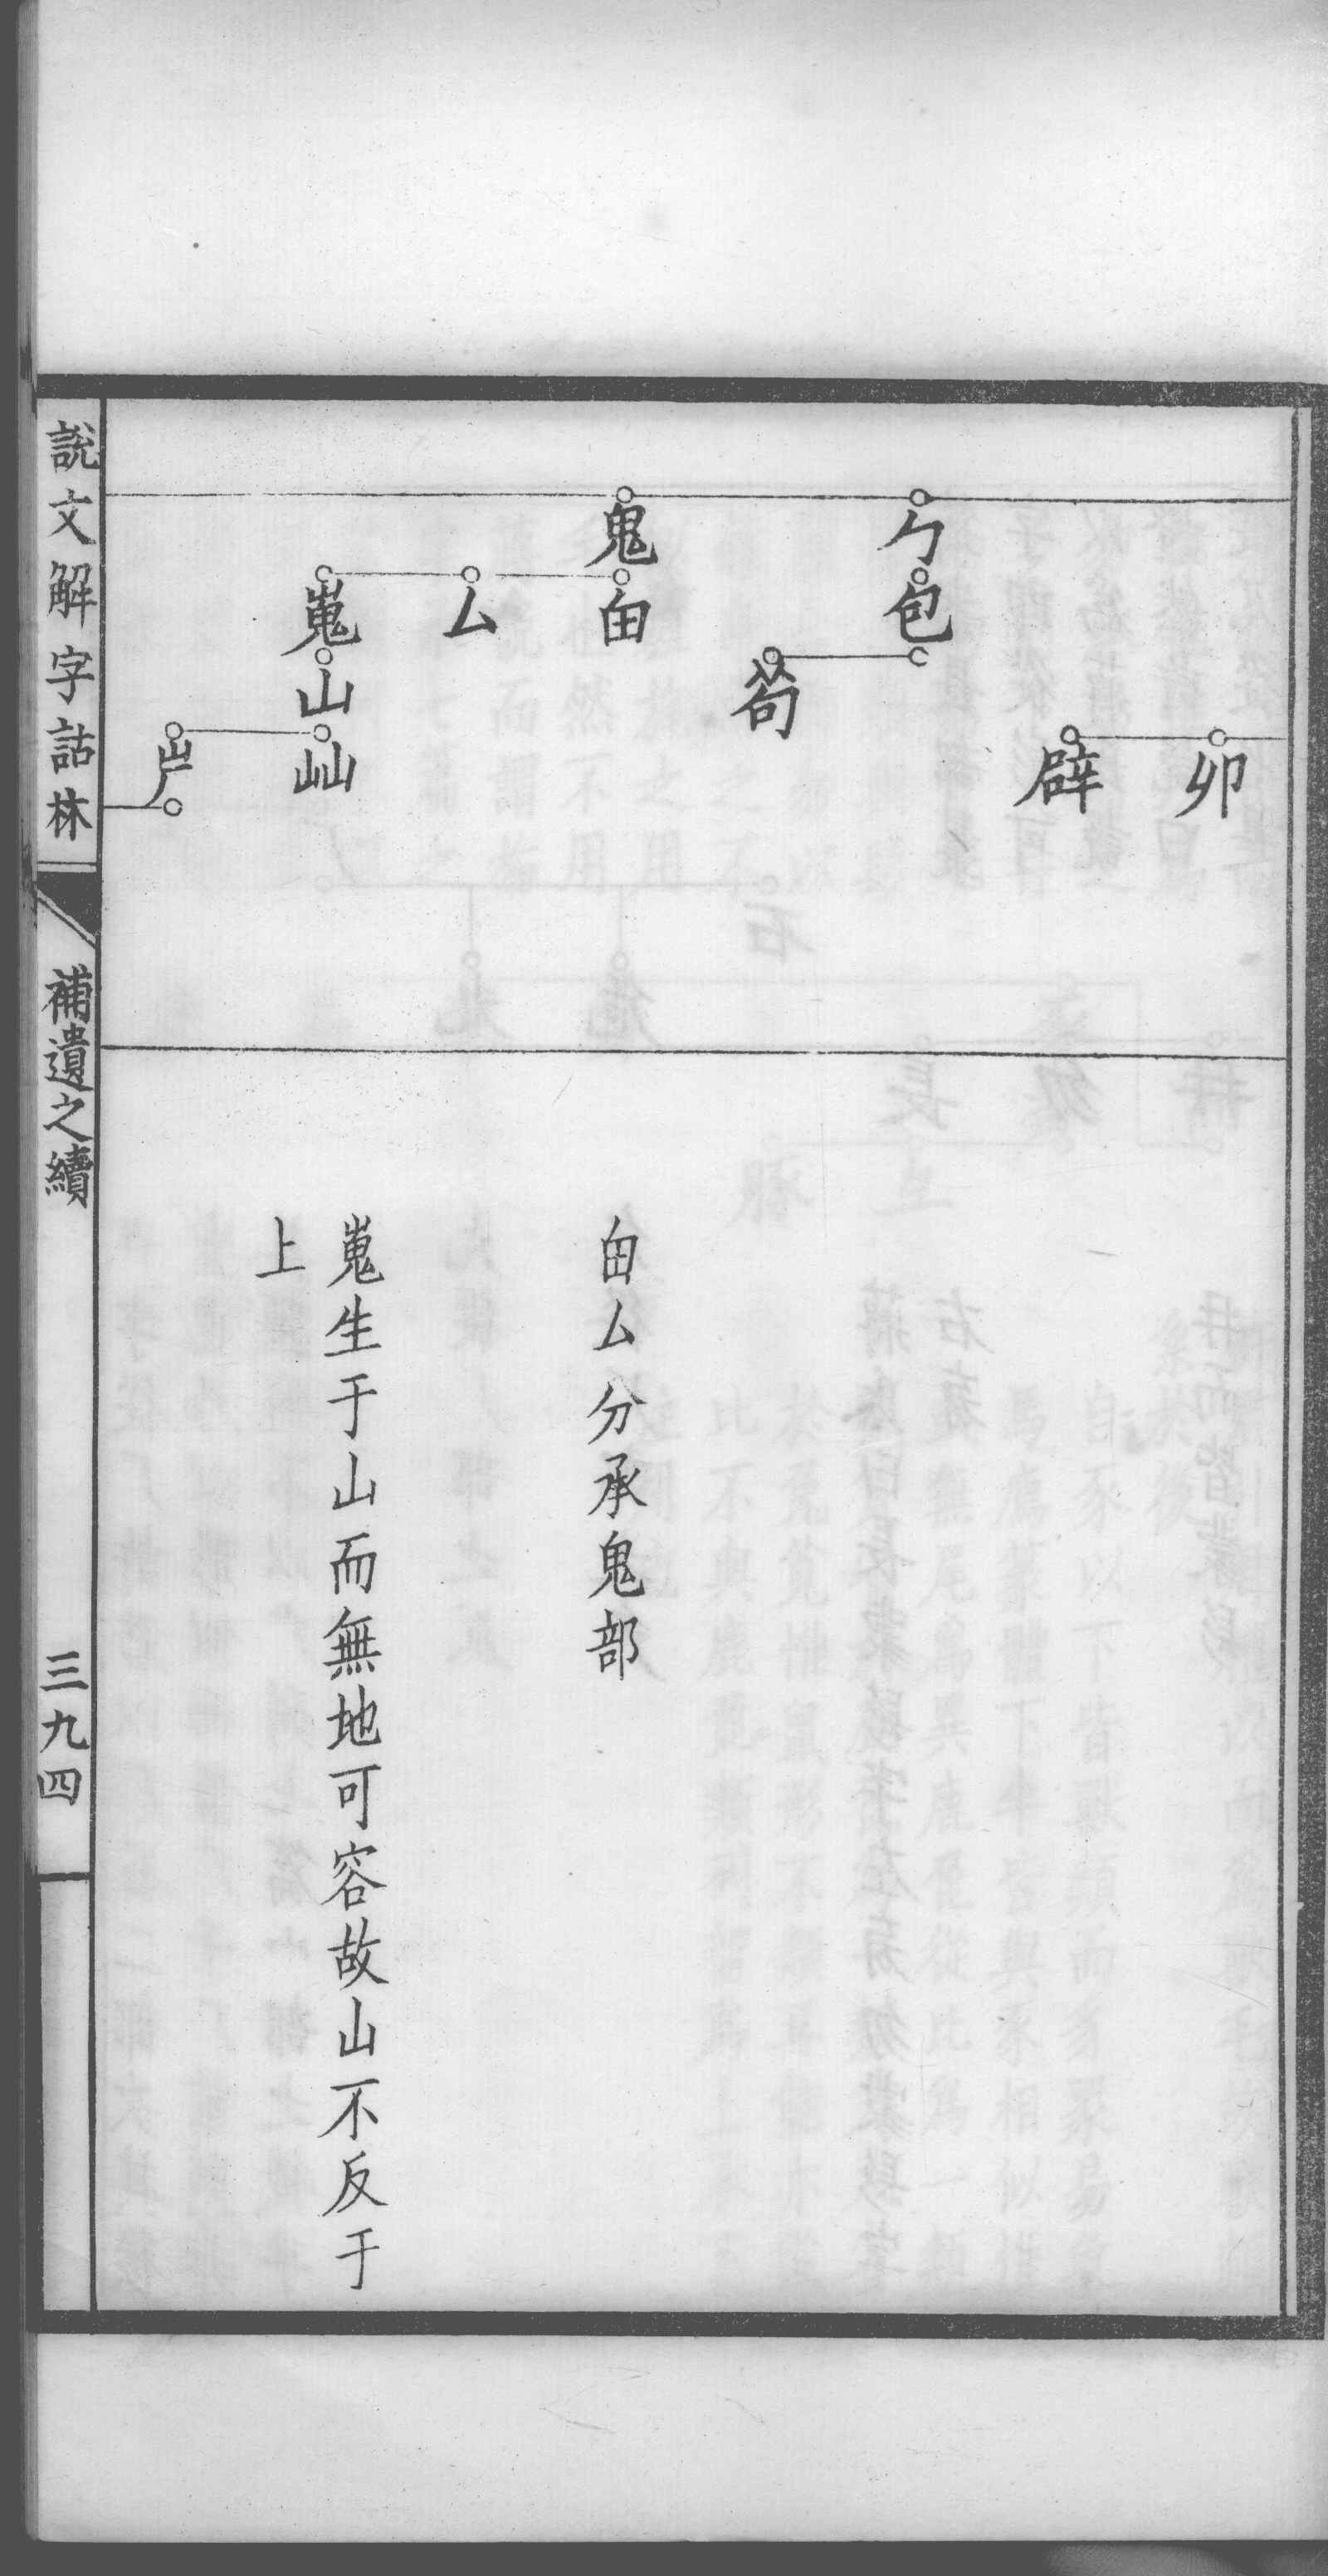 卯
辟
勹
包
茍
鬼
甶
厶
嵬
山
屾
屵
甶厶分承鬼部
嵬生于山而無地可容故山不反于
上
說文解字詁林
補遺之續
三九四